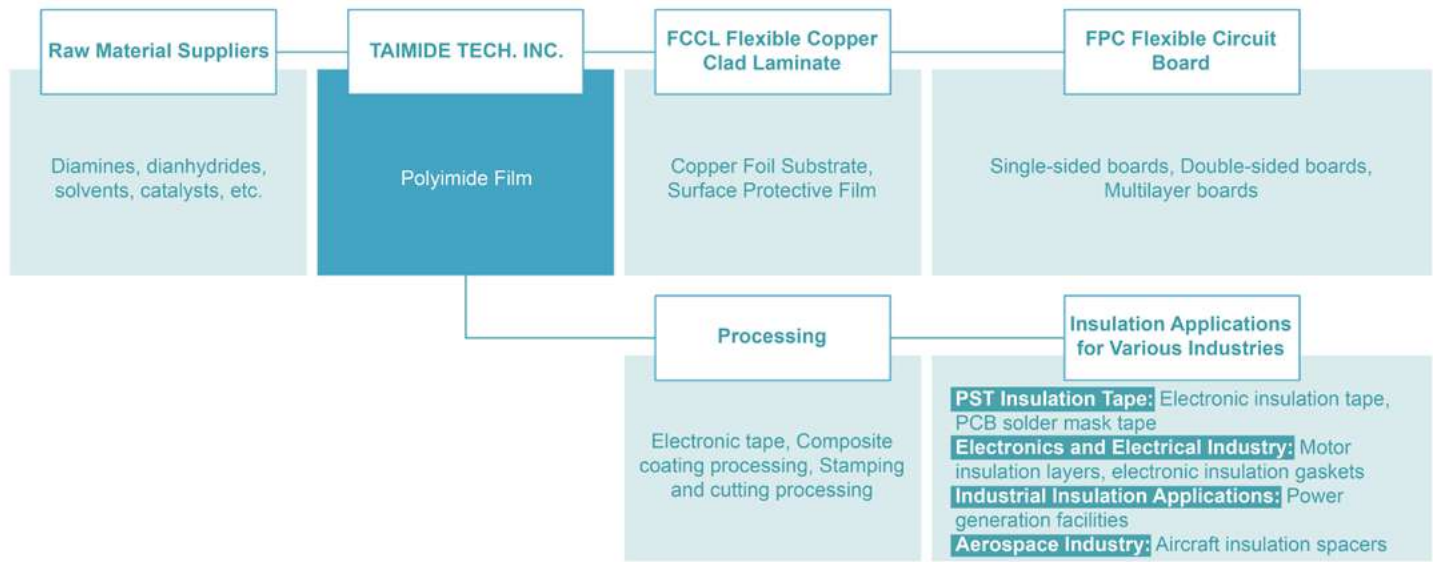 Raw Material Suppliers
Diamines, dianhydrides,
solvents, catalysts, etc.
TAIMIDE TECH. INC.
Polyimide Film
FCCL Flexible Copper
Clad Laminate
Copper Foil Substrate,
Surface Protective Film
FPC Flexible Circuit
Board
Single-sided boards, Double-sided boards,
Multilayer boards
Processing
Electronic tape, Composite
coating processing, Stamping
and cutting processing
Insulation Applications
for Various Industries
PST Insulation Tape: Electronic insulation tape,
PCB solder mask tape
Electronics and Electrical Industry: Motor
insulation layers, electronic insulation gaskets
Industrial Insulation Applications: Power
generation facilities
Aerospace Industry: Aircraft insulation spacers